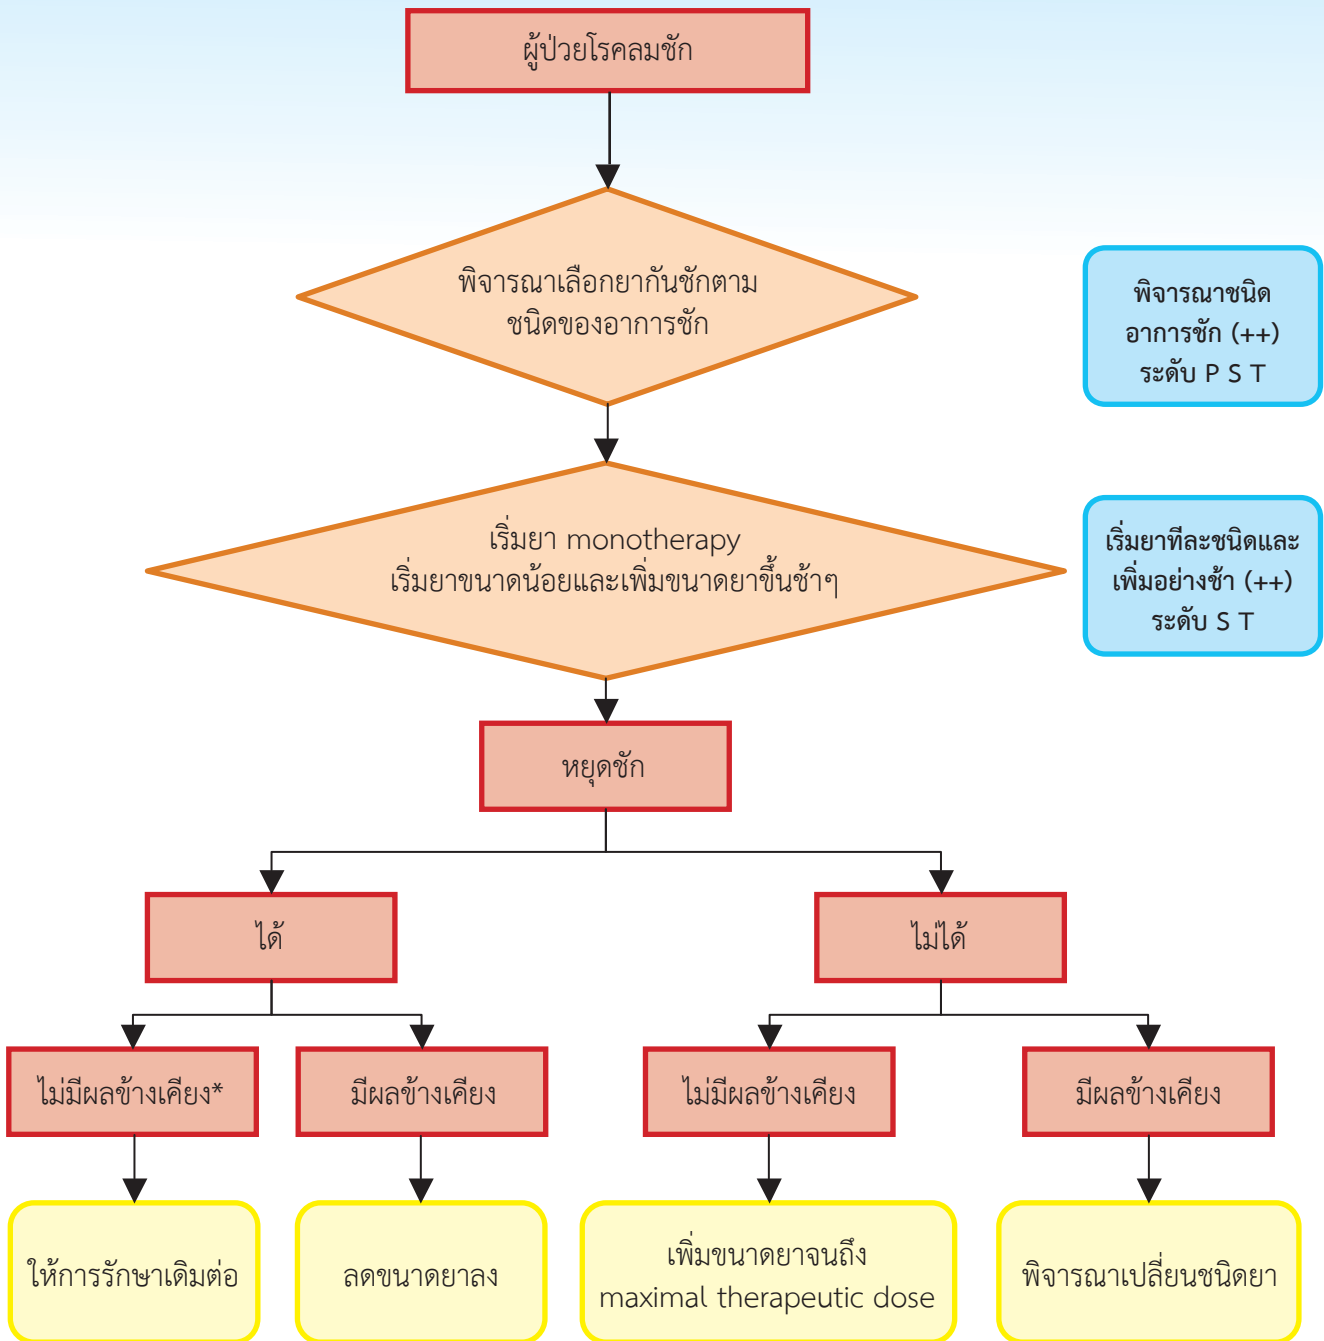 ผู้ป่วยโรคลมชัก
พิจารณาเลือกยากันชักตาม
ชนิดของอาการชัก
พิจารณาชนิด
อาการชัก (++)
ระดับ P S T
เริ่มยา monotherapy
เริ่มยาขนาดน้อยและเพิ่มขนาดยาขึ้นช้าๆ
เริ่มยาทีละชนิดและ
เพิ่มอย่างช้า (++)
ระดับ S T
หยุดชัก
ได้
ไม่ได้
ไม่มีผลข้างเคียง*
มีผลข้างเคียง
ไม่มีผลข้างเคียง
มีผลข้างเคียง
ให้การรักษาเดิมต่อ
ลดขนาดยาลง
เพิ่มขนาดยาจนถึง
maximal therapeutic dose
พิจารณาเปลี่ยนชนิดยา